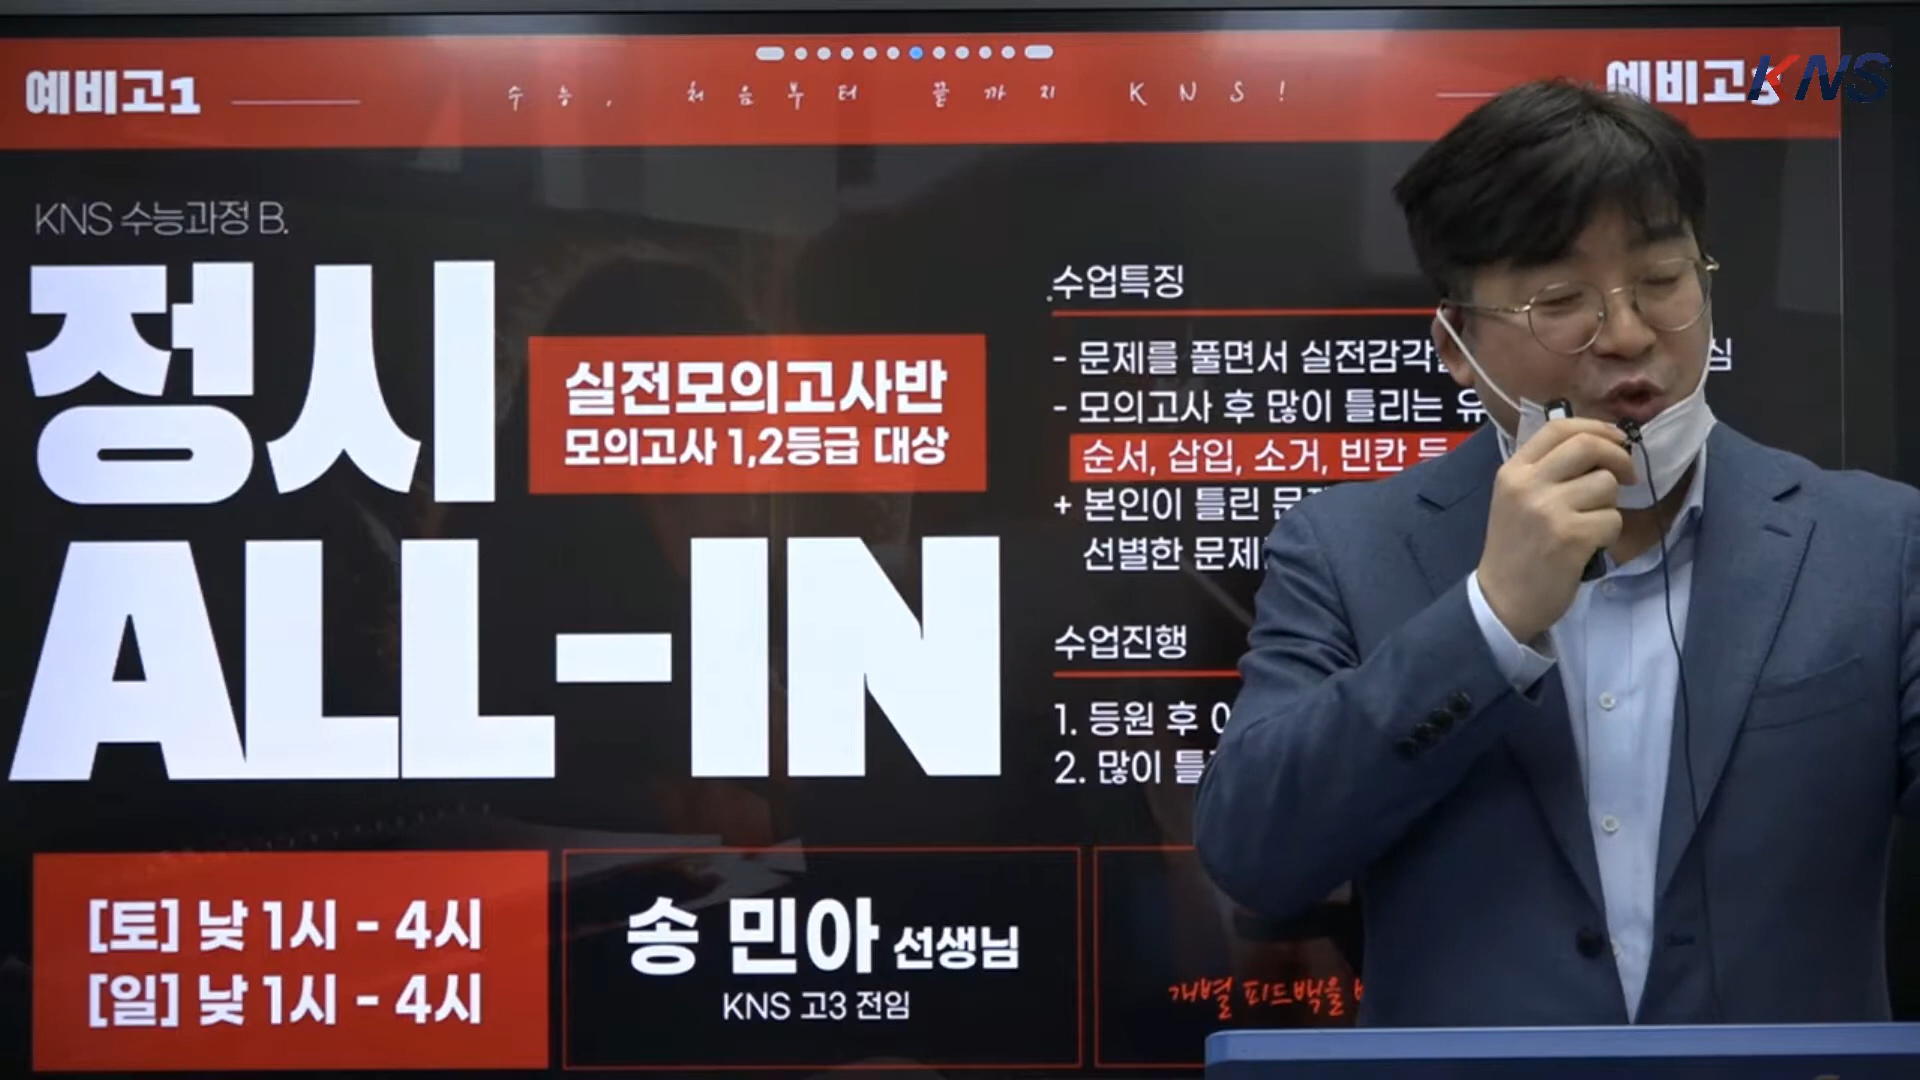 예비고1
수능, 처음부터 끝까지 KNS!
예비고
KNS
KNS 수능과정 B.
정시
ALL-IN
실전모의고사반
모의고사 1,2등급 대상
수업특징
- 문제를 풀면서 실전감각
- 모의고사 후 많이 틀리는 유
순서, 삽입, 소거, 빈칸 등
+ 본인이 틀린 문
선별한 문제
수업진행
1. 등원 후
2. 많이 틀
[토] 낮 1시 - 4시
[일] 낮 1시 - 4시
송 민아 선생님
KNS 고3 전임
개별 피드백을